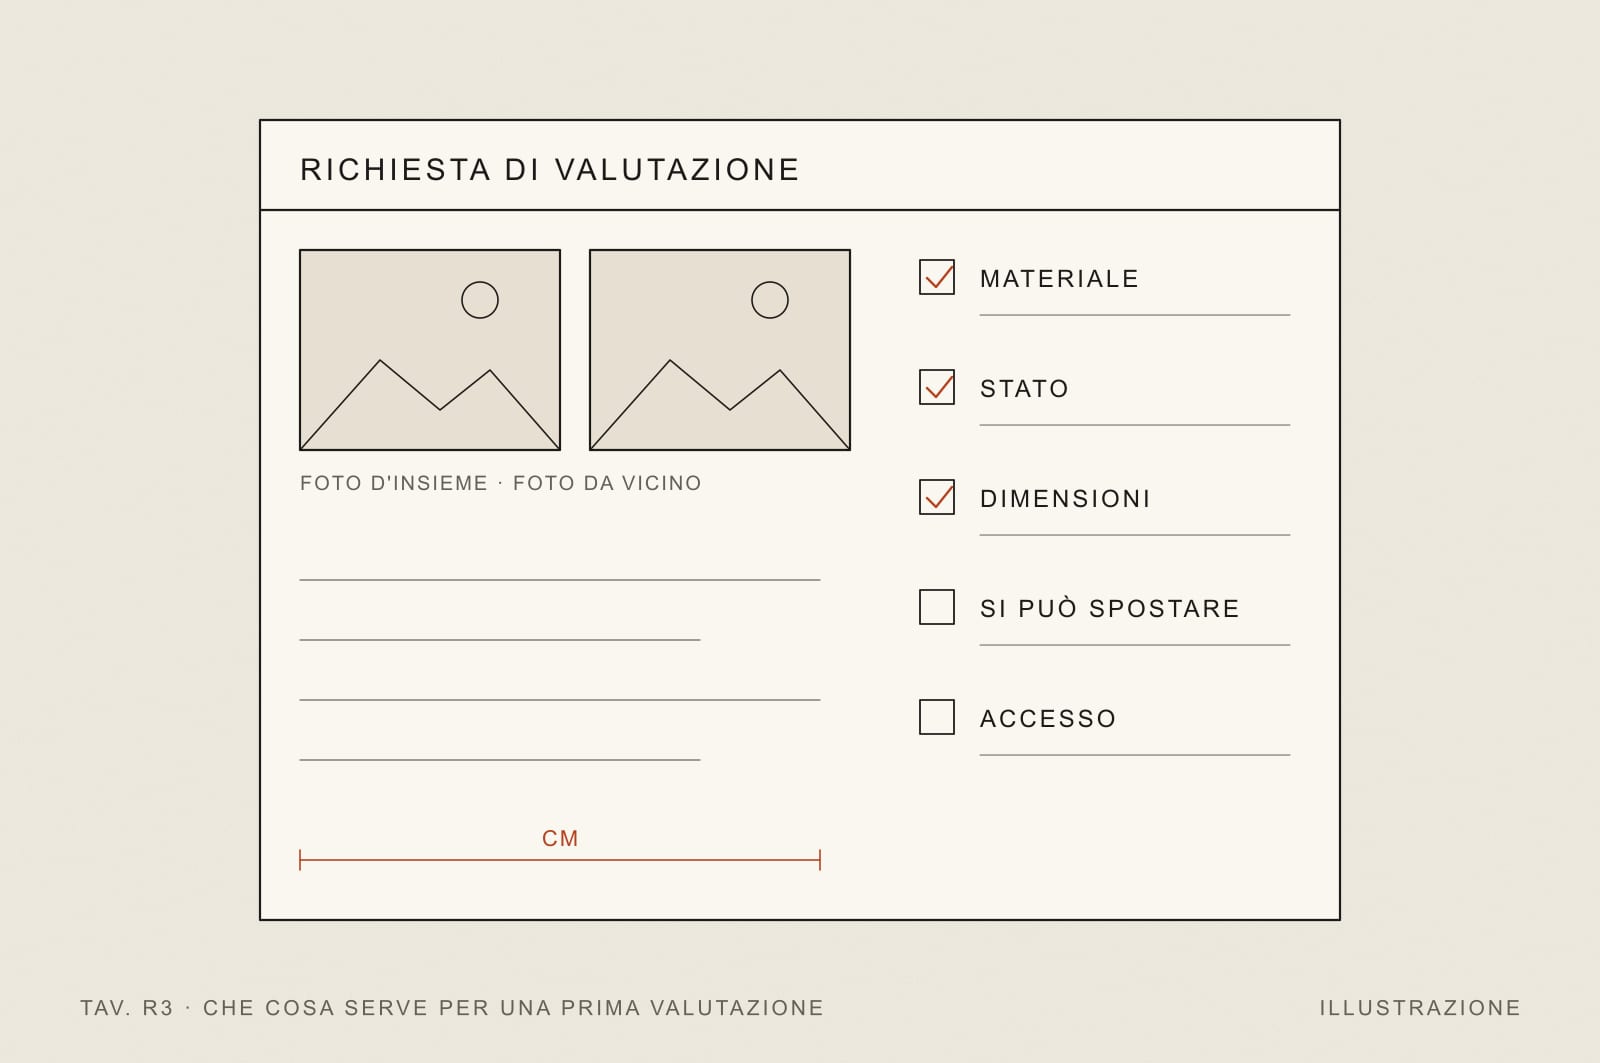 RICHIESTA DI VALUTAZIONE
FOTO D'INSIEME · FOTO DA VICINO
CM
MATERIALE
STATO
DIMENSIONI
SI PUÒ SPOSTARE
ACCESSO
TAV. R3 · CHE COSA SERVE PER UNA PRIMA VALUTAZIONE
ILLUSTRAZIONE